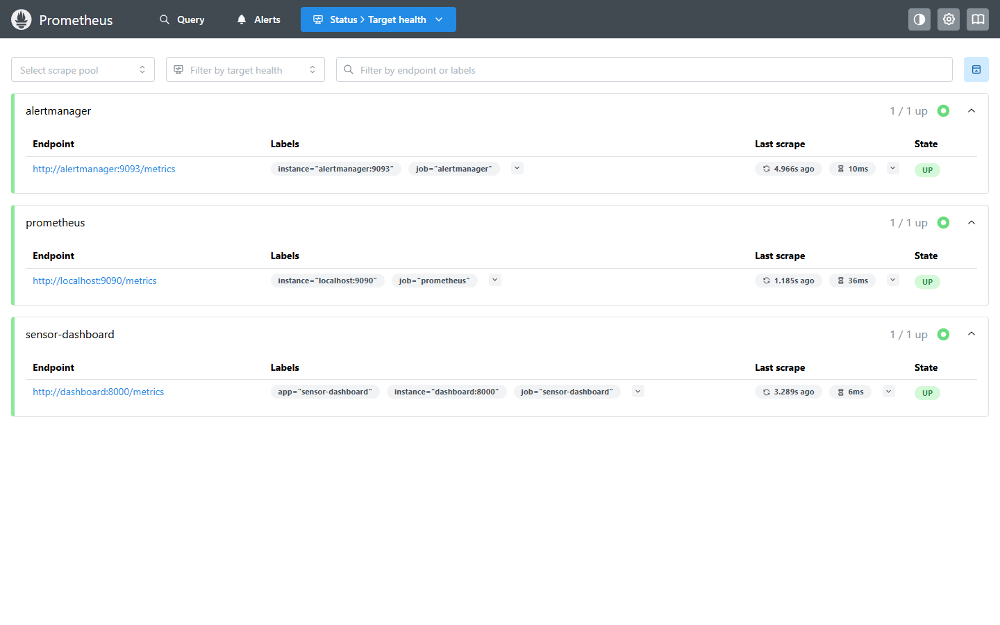 Prometheus Query Alerts Status > Target health
Select scrape pool Filter by target health Filter by endpoint or labels
alertmanager 1 / 1 up
Endpoint Labels Last scrape State
http://alertmanager:9093/metrics instance="alertmanager:9093" job="alertmanager" 4.966s ago 10ms UP
prometheus 1 / 1 up
Endpoint Labels Last scrape State
http://localhost:9090/metrics instance="localhost:9090" job="prometheus" 1.185s ago 36ms UP
sensor-dashboard 1 / 1 up
Endpoint Labels Last scrape State
http://dashboard:8000/metrics app="sensor-dashboard" instance="dashboard:8000" job="sensor-dashboard" 3.289s ago 6ms UP